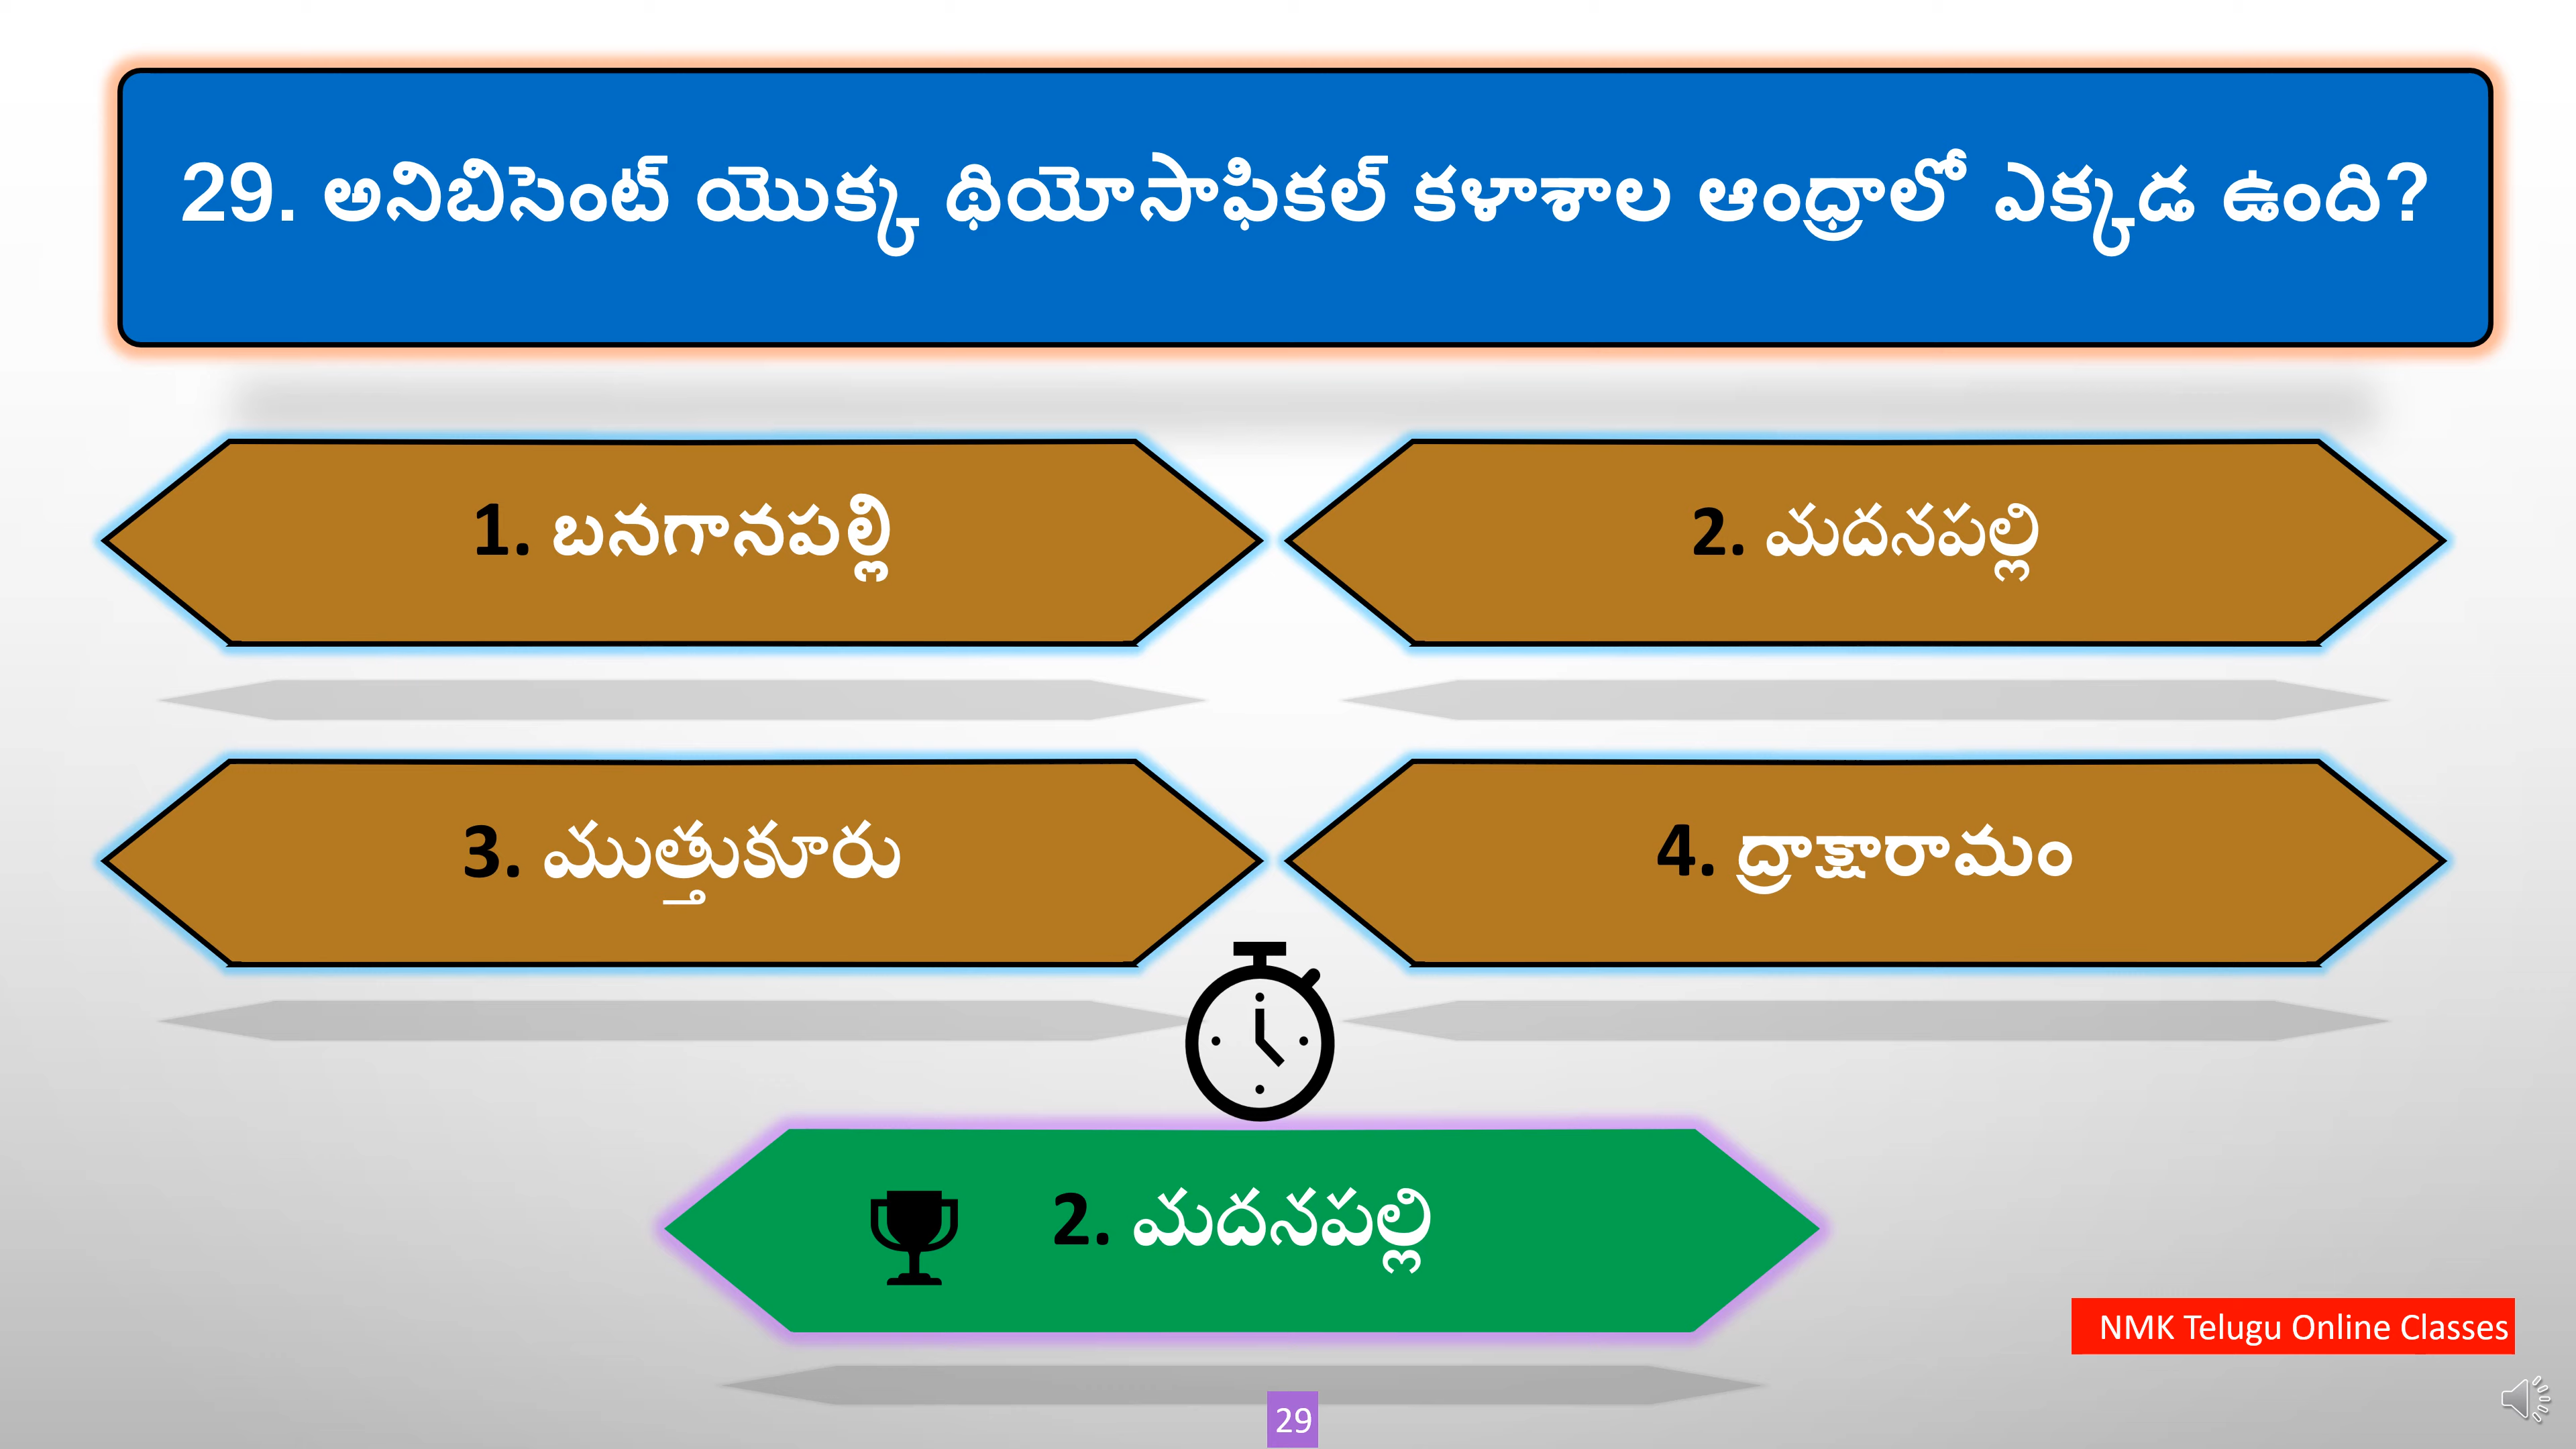 29. అనిబిసెంట్ యొక్క థియోసాఫికల్ కళాశాల ఆంధ్రాలో ఎక్కడ ఉంది?
1. బనగానపల్లి
2. మదనపల్లి
3. ముత్తుకూరు
4. ద్రాక్షారామం
2. మదనపల్లి
NMK Telugu Online Classes
29